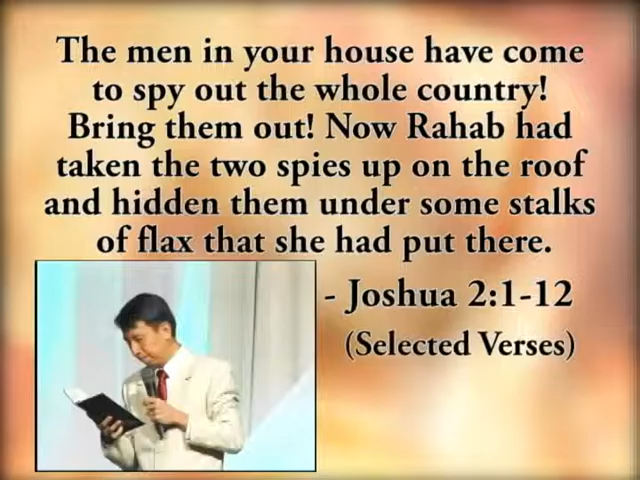 The men in your house have come
to spy out the whole country!
Bring them out! Now Rahab had
taken the two spies up on the roof
and hidden them under some stalks
of flax that she had put there.
- Joshua 2:1-12
(Selected Verses)